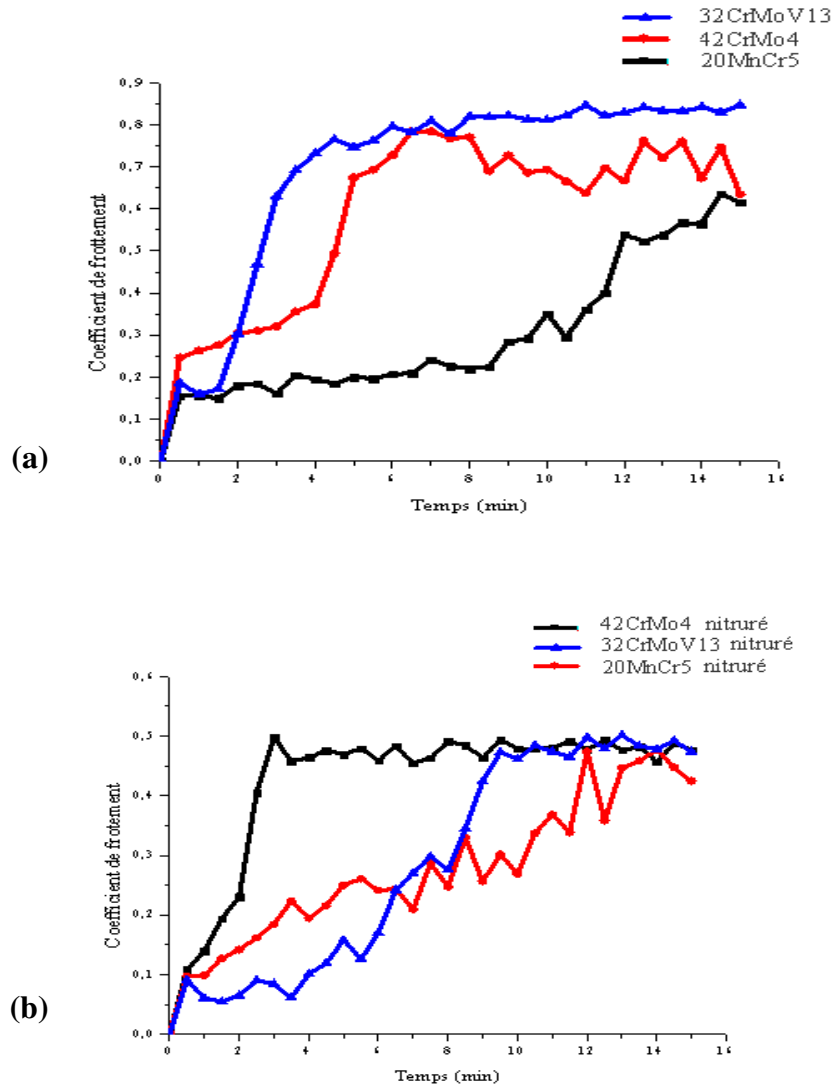 32CrMoV13
42CrMo4
20MnCr5
0,9
0,8
0,7
0,6
0,5
0,4
0,3
0,2
0,1
0,0
Coefficient de frottement
0 2 4 6 8 10 12 14 16
Temps (min)
(a)
42CrMo4 nitruré
32CrMoV13 nitruré
20MnCr5 nitruré
0,6
0,5
0,4
0,3
0,2
0,1
0,0
Coefficient de frotement
0 2 4 6 8 10 12 14 16
Temps (min)
(b)